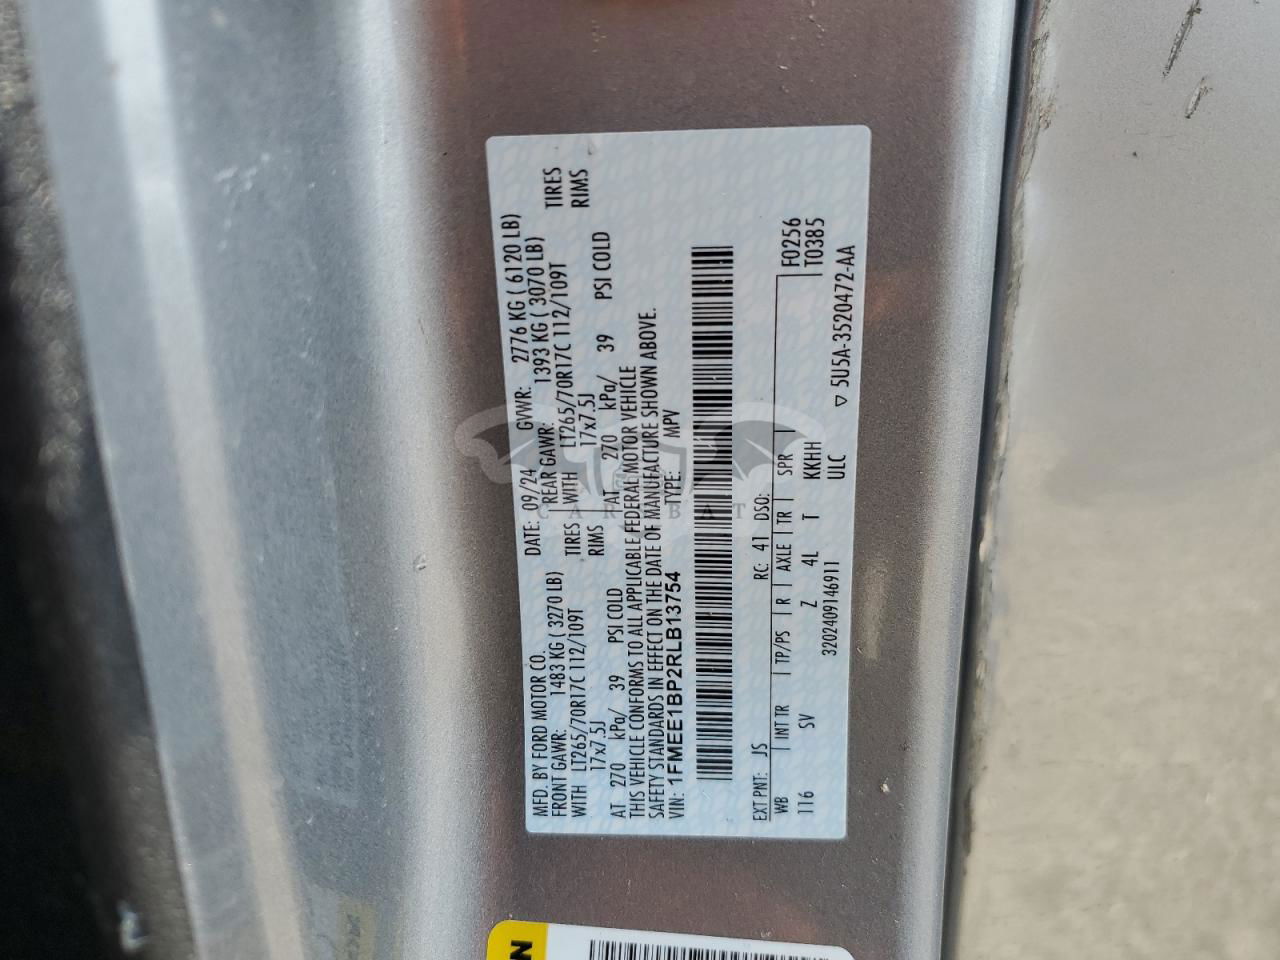 MFD. BY FORD MOTOR CO. DATE: 09/24 GVWR: 2776 KG ( 6120 LB)
FRONT GAWR: 1483 KG ( 3270 LB) REAR GAWR: 1393 KG ( 3070 LB)
WITH LT265/70R17C 112/109T TIRES WITH LT265/70R17C 112/109T TIRES
17x7.5J RIMS 17x7.5J RIMS
AT 270 kPa/ 39 PSI COLD AT 270 kPa/ 39 PSI COLD
THIS VEHICLE CONFORMS TO ALL APPLICABLE FEDERAL MOTOR VEHICLE
SAFETY STANDARDS IN EFFECT ON THE DATE OF MANUFACTURE SHOWN ABOVE.
VIN: 1FMEE1BP2RLB13754 TYPE: MPV
EXT PNT: JS RC: 41 DSO:
WB INT TR TP/PS R AXLE TR SPR F0256
116 SV Z 4L T KKHH T0385
320240914691​1 ULC
▽ 5U5A-3520472-AA
CAR BAT
N